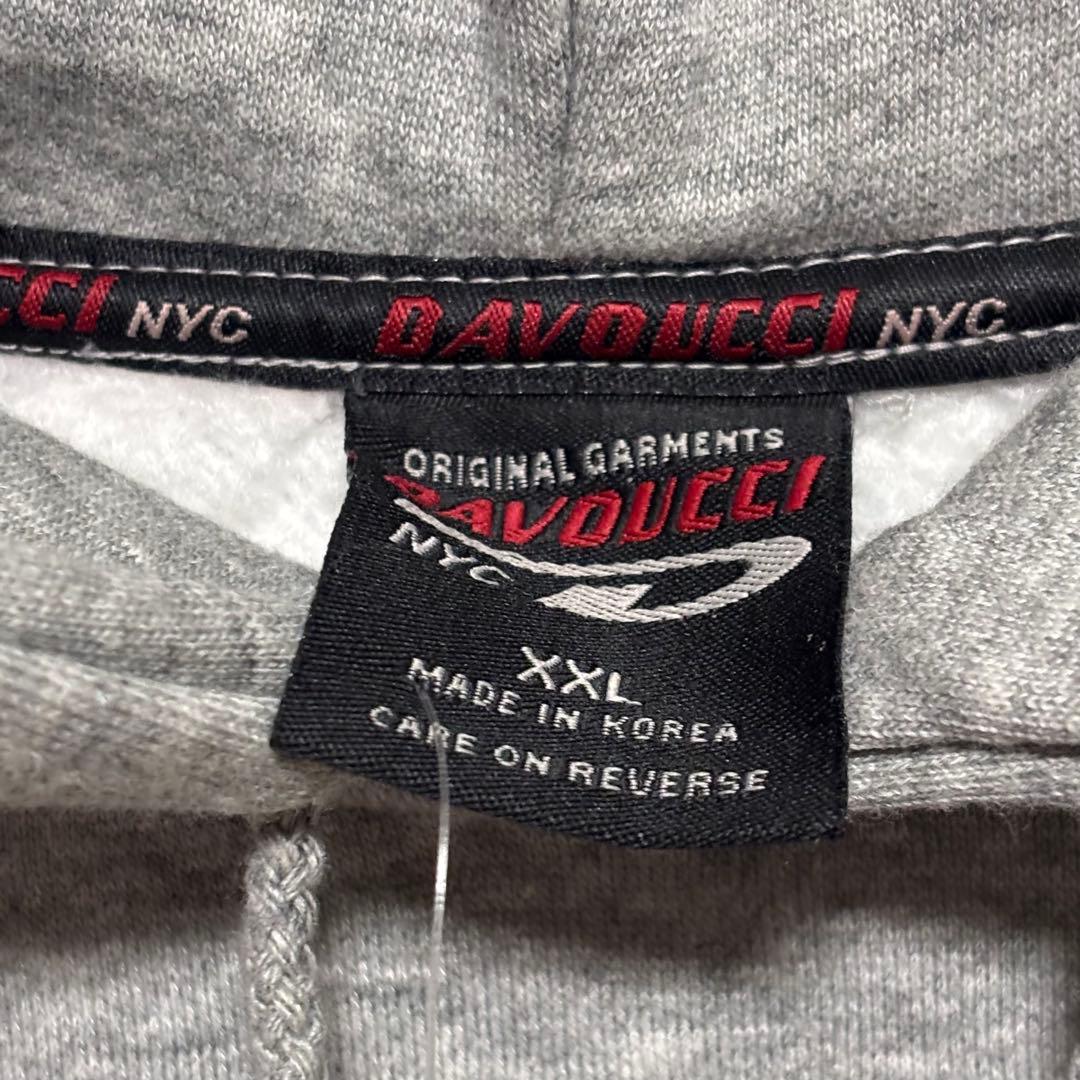 CCI NYC DAVOUCCI NYC
ORIGINAL GARMENTS
DAVOUCCI
NYC
XXL
MADE IN KOREA
CARE ON REVERSE